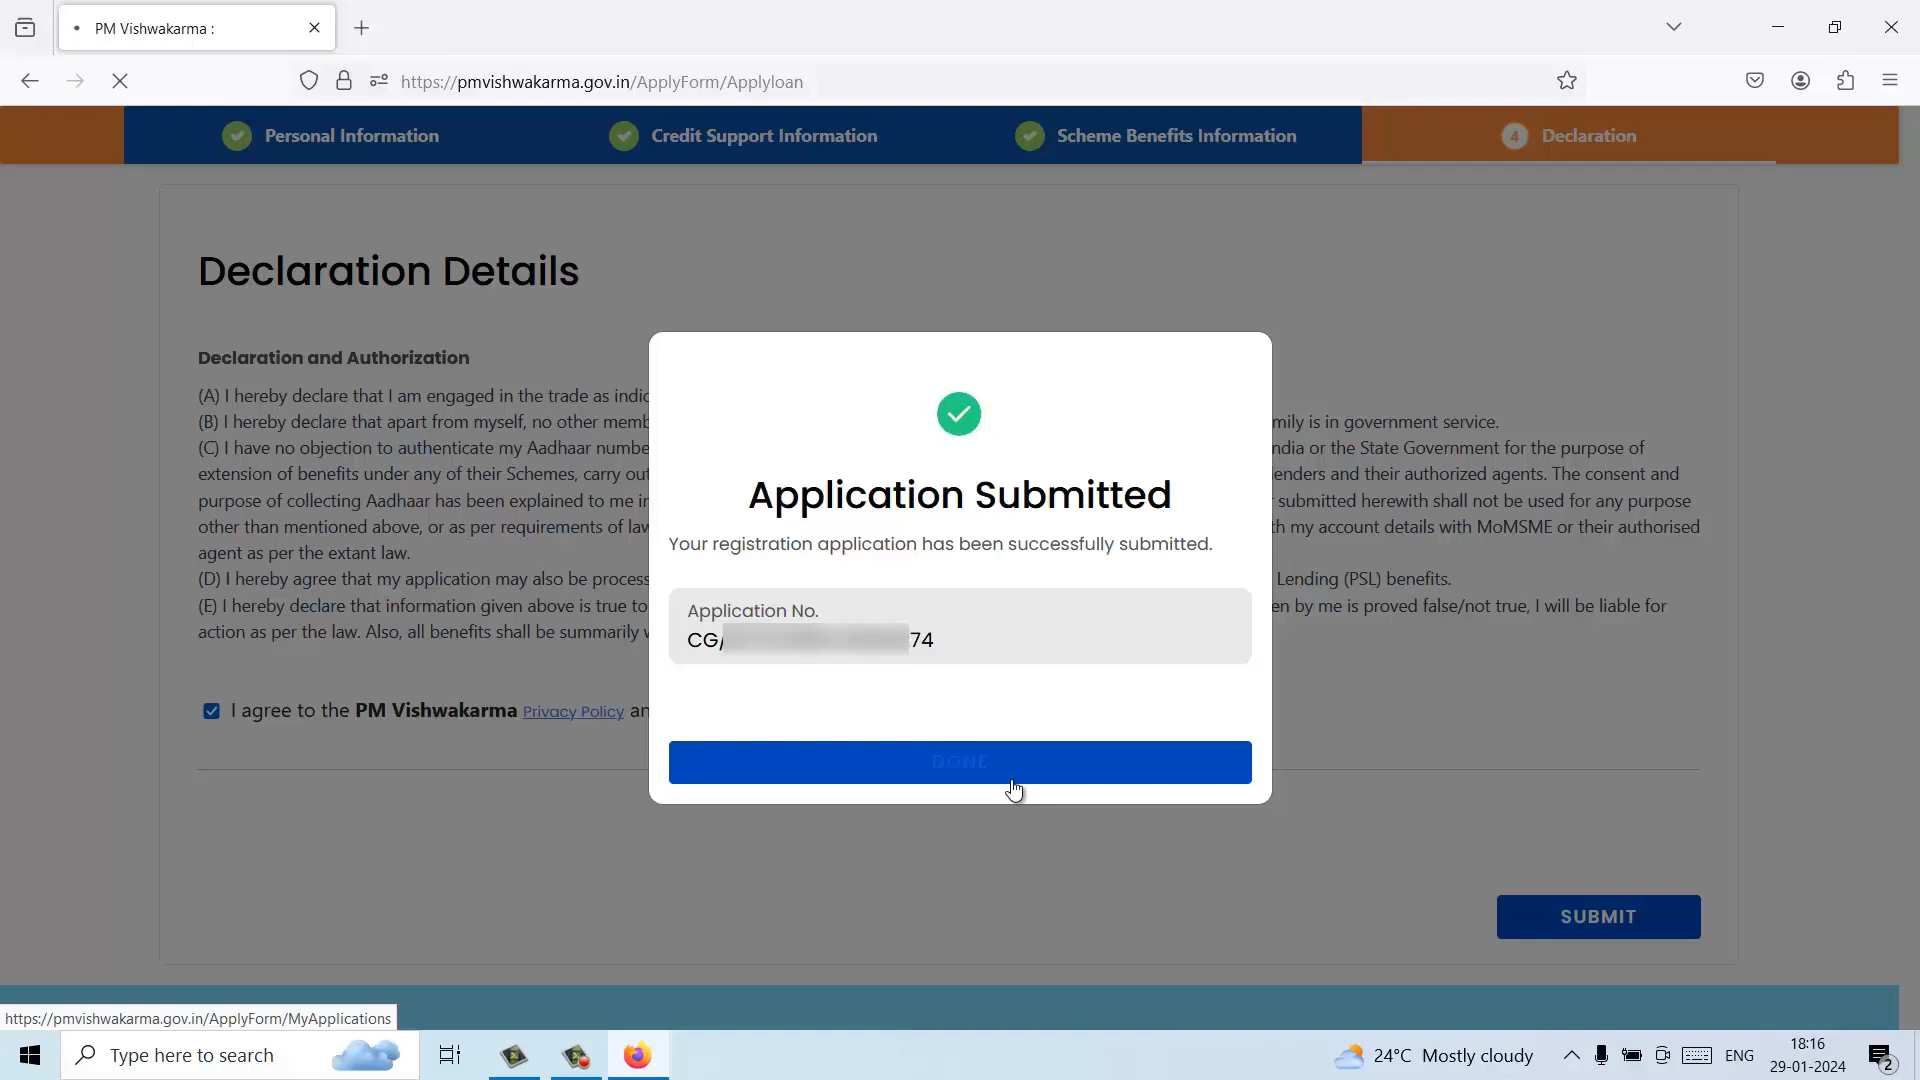 PM Vishwakarma :
https://pmvishwakarma.gov.in/ApplyForm/Applyloan
Personal Information
Credit Support Information
Scheme Benefits Information
4 Declaration
Declaration Details
Declaration and Authorization
(A) I hereby declare that I am engaged in the trade as indic
(B) I hereby declare that apart from myself, no other memb mily is in government service.
(C) I have no objection to authenticate my Aadhaar numbe ndia or the State Government for the purpose of
extension of benefits under any of their Schemes, carry out enders and their authorized agents. The consent and
purpose of collecting Aadhaar has been explained to me in submitted herewith shall not be used for any purpose
other than mentioned above, or as per requirements of law th my account details with MoMSME or their authorised
agent as per the extant law.
(D) I hereby agree that my application may also be process Lending (PSL) benefits.
(E) I hereby declare that information given above is true to en by me is proved false/not true, I will be liable for
action as per the law. Also, all benefits shall be summarily w
I agree to the PM Vishwakarma Privacy Policy an
Application Submitted
Your registration application has been successfully submitted.
Application No.
CG/ 74
DONE
SUBMIT
https://pmvishwakarma.gov.in/ApplyForm/MyApplications
Type here to search
24°C Mostly cloudy
ENG
18:16
29-01-2024
2